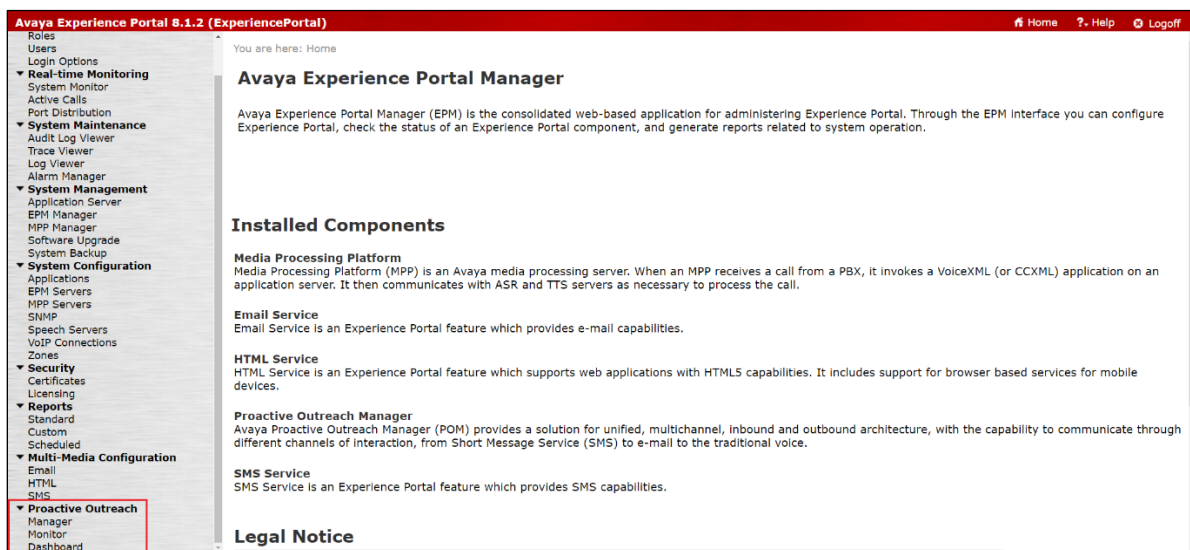 Avaya Experience Portal 8.1.2 (ExperiencePortal)
Home ?- Help Logoff
Roles
Users
Login Options
Real-time Monitoring
System Monitor
Active Calls
Port Distribution
System Maintenance
Audit Log Viewer
Trace Viewer
Log Viewer
Alarm Manager
System Management
Application Server
EPM Manager
MPP Manager
Software Upgrade
System Backup
System Configuration
Applications
EPM Servers
MPP Servers
SNMP
Speech Servers
VoIP Connections
Zones
Security
Certificates
Licensing
Reports
Standard
Custom
Scheduled
Multi-Media Configuration
Email
HTML
SMS
Proactive Outreach
Manager
Monitor
Dashboard
You are here: Home
Avaya Experience Portal Manager
Avaya Experience Portal Manager (EPM) is the consolidated web-based application for administering Experience Portal. Through the EPM interface you can configure
Experience Portal, check the status of an Experience Portal component, and generate reports related to system operation.
Installed Components
Media Processing Platform
Media Processing Platform (MPP) is an Avaya media processing server. When an MPP receives a call from a PBX, it invokes a VoiceXML (or CCXML) application on an
application server. It then communicates with ASR and TTS servers as necessary to process the call.
Email Service
Email Service is an Experience Portal feature which provides e-mail capabilities.
HTML Service
HTML Service is an Experience Portal feature which supports web applications with HTML5 capabilities. It includes support for browser based services for mobile
devices.
Proactive Outreach Manager
Avaya Proactive Outreach Manager (POM) provides a solution for unified, multichannel, inbound and outbound architecture, with the capability to communicate through
different channels of interaction, from Short Message Service (SMS) to e-mail to the traditional voice.
SMS Service
SMS Service is an Experience Portal feature which provides SMS capabilities.
Legal Notice